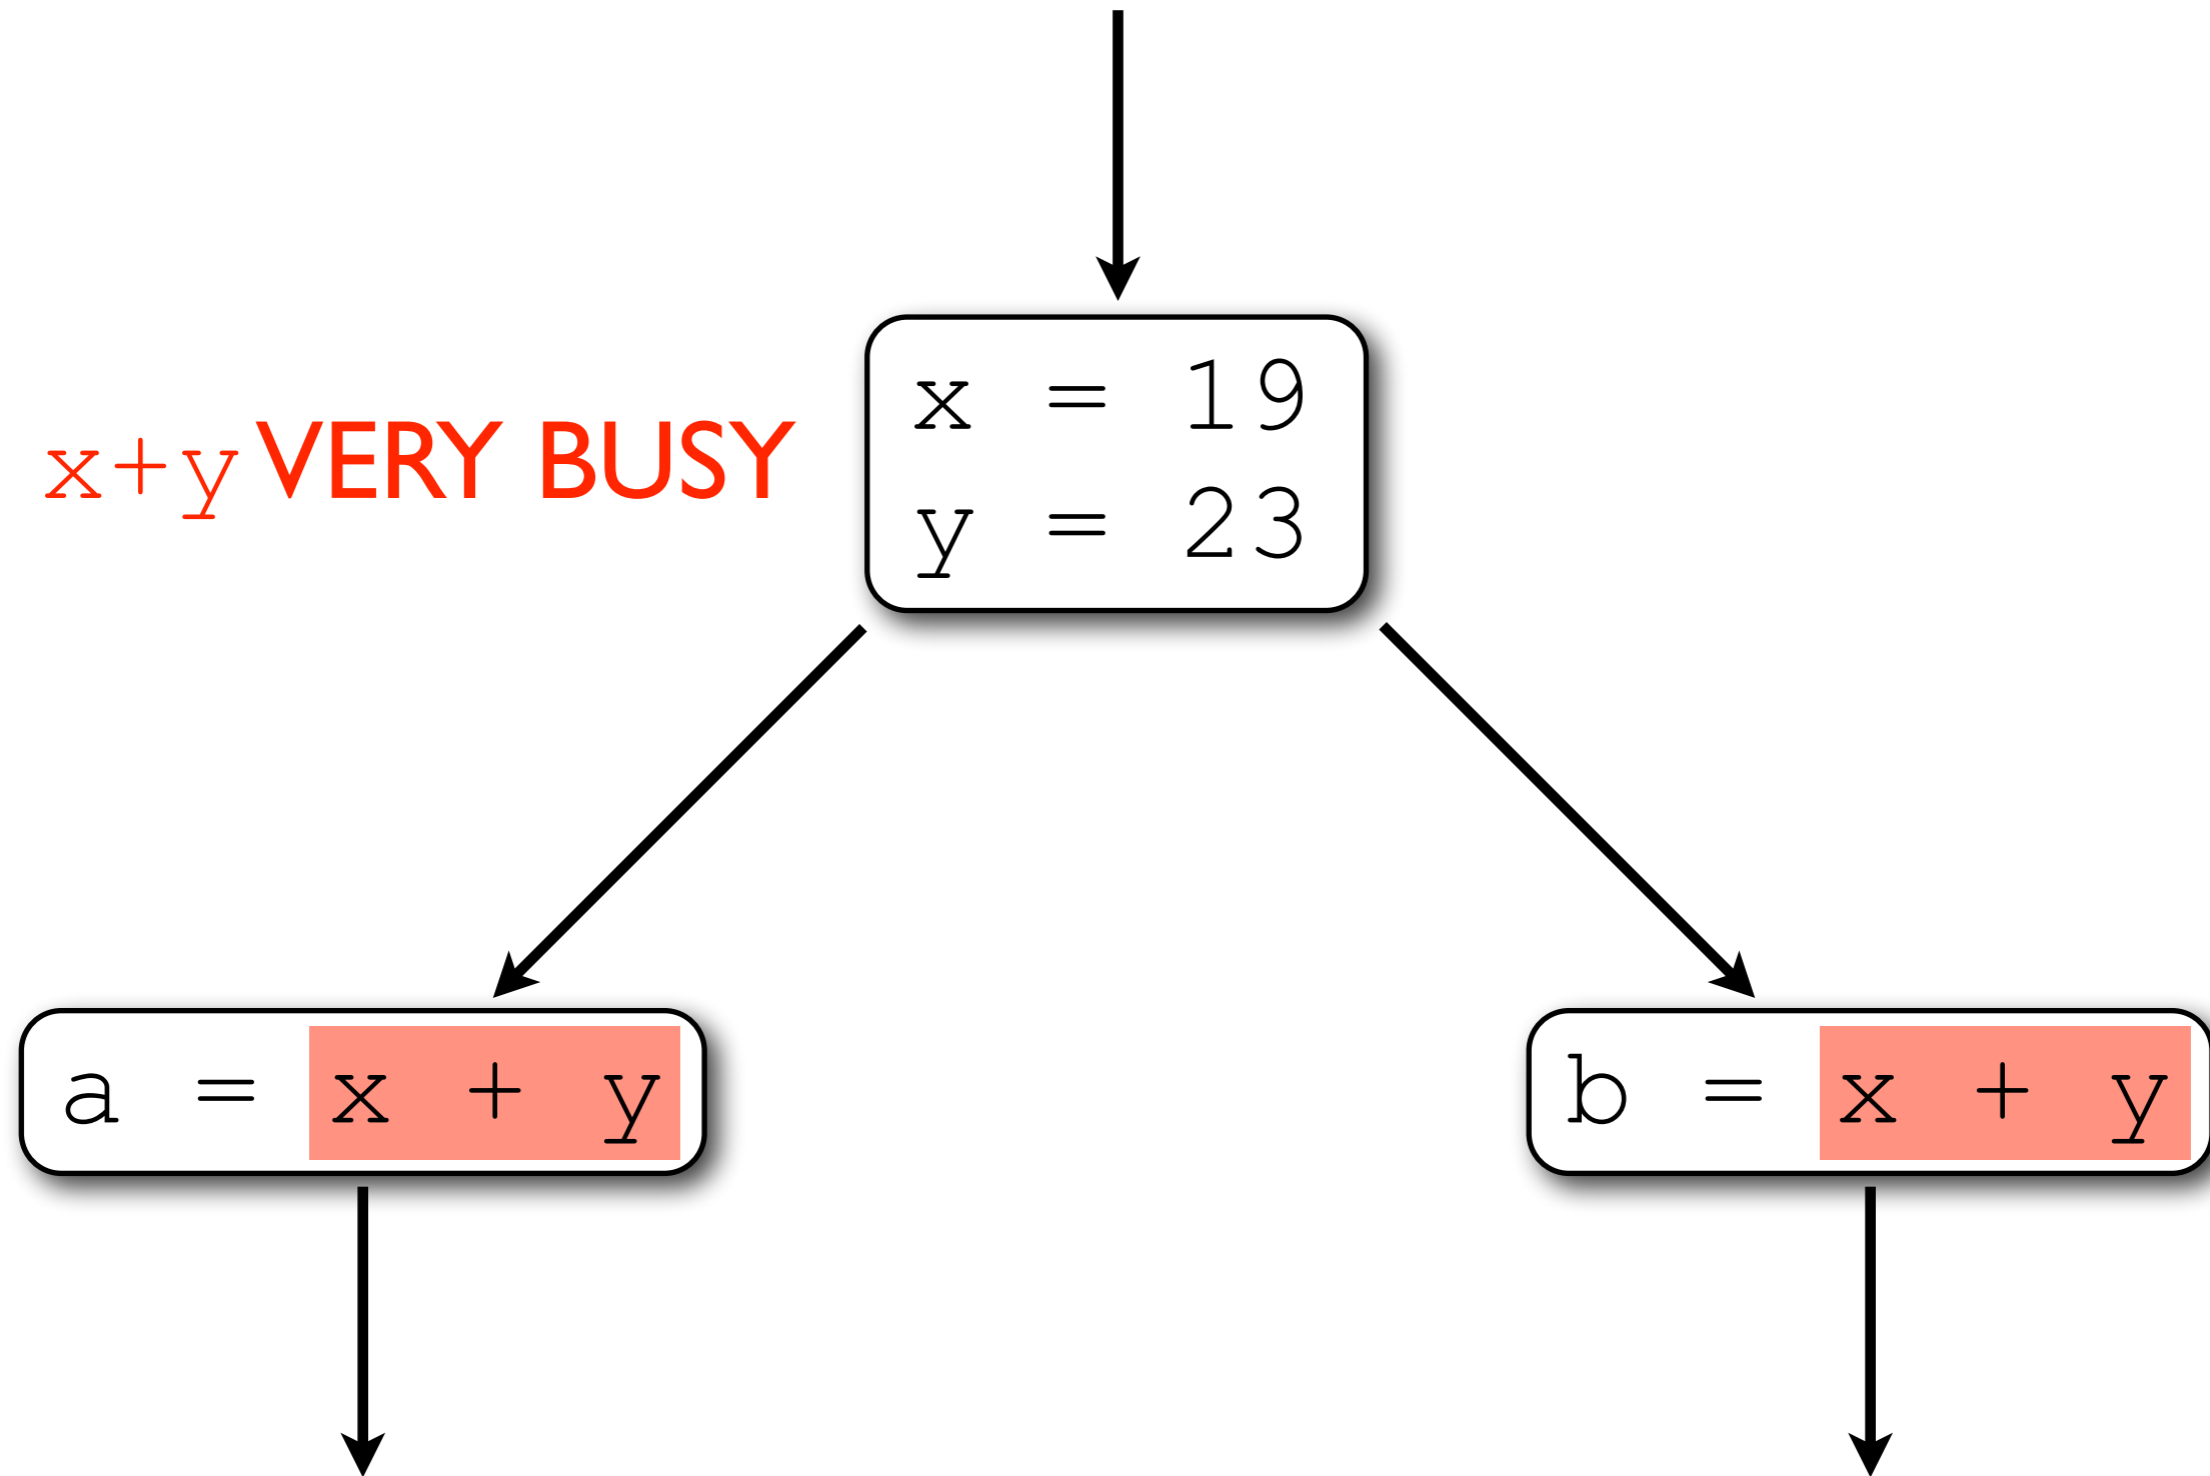 x = 19
x+y VERY BUSY
y = 23
a = x + y
b = x + y